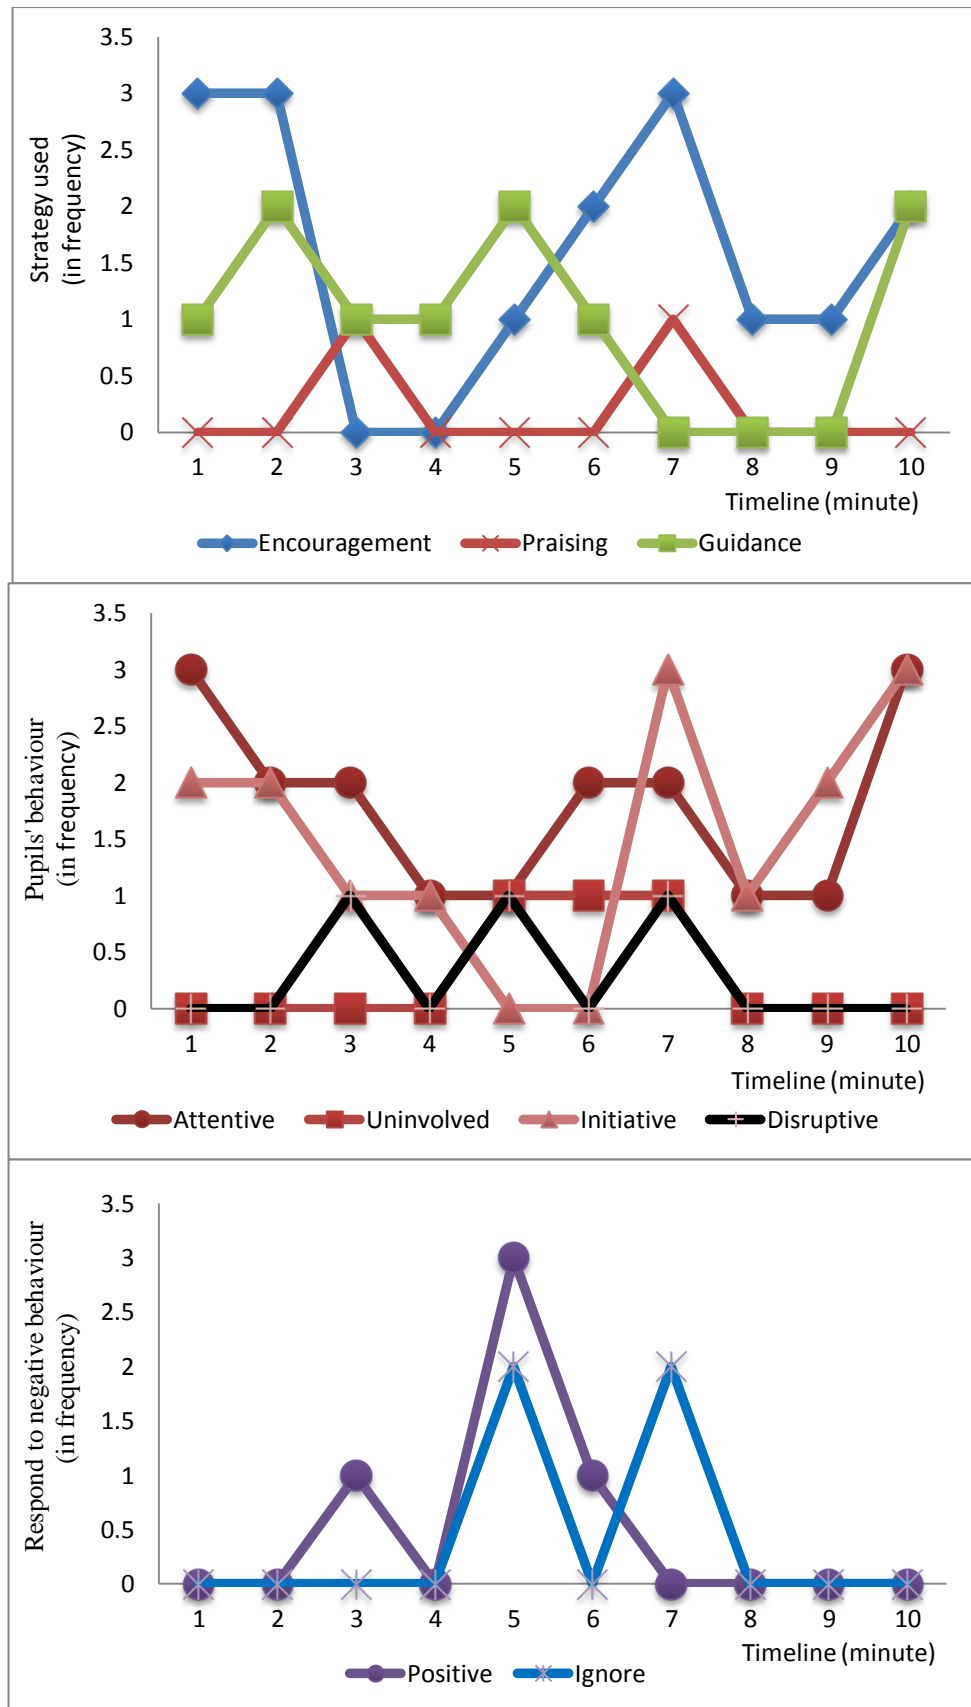 3.5
3
2.5
2
1.5
1
0.5
0
Strategy used
(in frequency)
1 2 3 4 5 6 7 8 9 10
Timeline (minute)
Encouragement Praising Guidance
3.5
3
2.5
2
1.5
1
0.5
0
Pupils' behaviour
(in frequency)
1 2 3 4 5 6 7 8 9 10
Timeline (minute)
Attentive Uninvolved Initiative Disruptive
3.5
3
2.5
2
1.5
1
0.5
0
Respond to negative behaviour
(in frequency)
1 2 3 4 5 6 7 8 9 10
Timeline (minute)
Positive Ignore